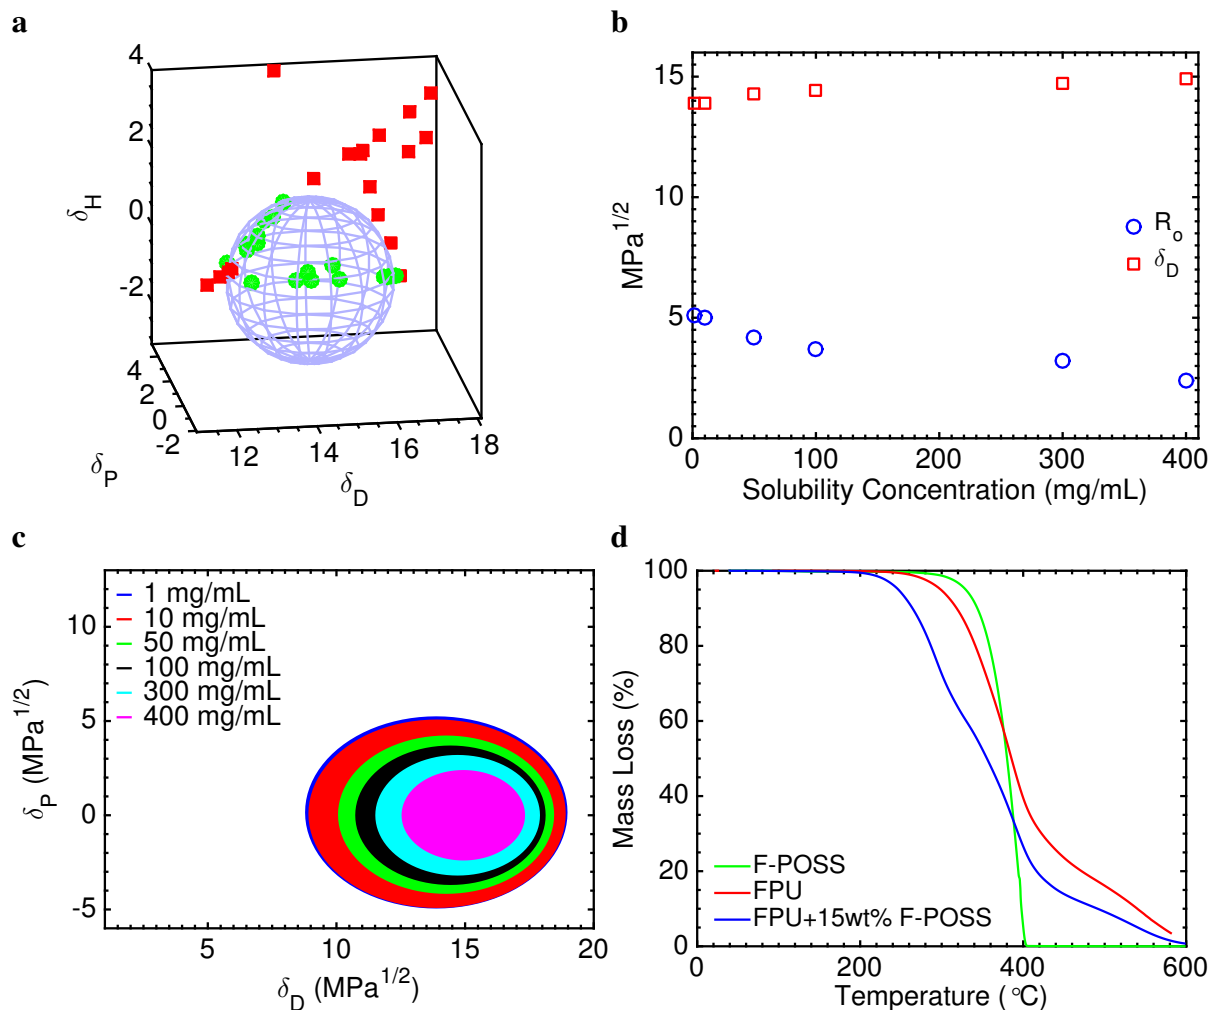 a
4
2
0
-2
δH
4
2
0
-2
δP
12
14
16
18
δD
b
15
10
5
0
MPa1/2
Ro
δD
0
100
200
300
400
Solubility Concentration (mg/mL)
c
1 mg/mL
10 mg/mL
50 mg/mL
100 mg/mL
300 mg/mL
400 mg/mL
10
5
0
-5
δP (MPa1/2)
5
10
15
20
δD (MPa1/2)
d
100
80
60
40
20
0
Mass Loss (%)
F-POSS
FPU
FPU+15wt% F-POSS
0
200
400
600
Temperature (°C)